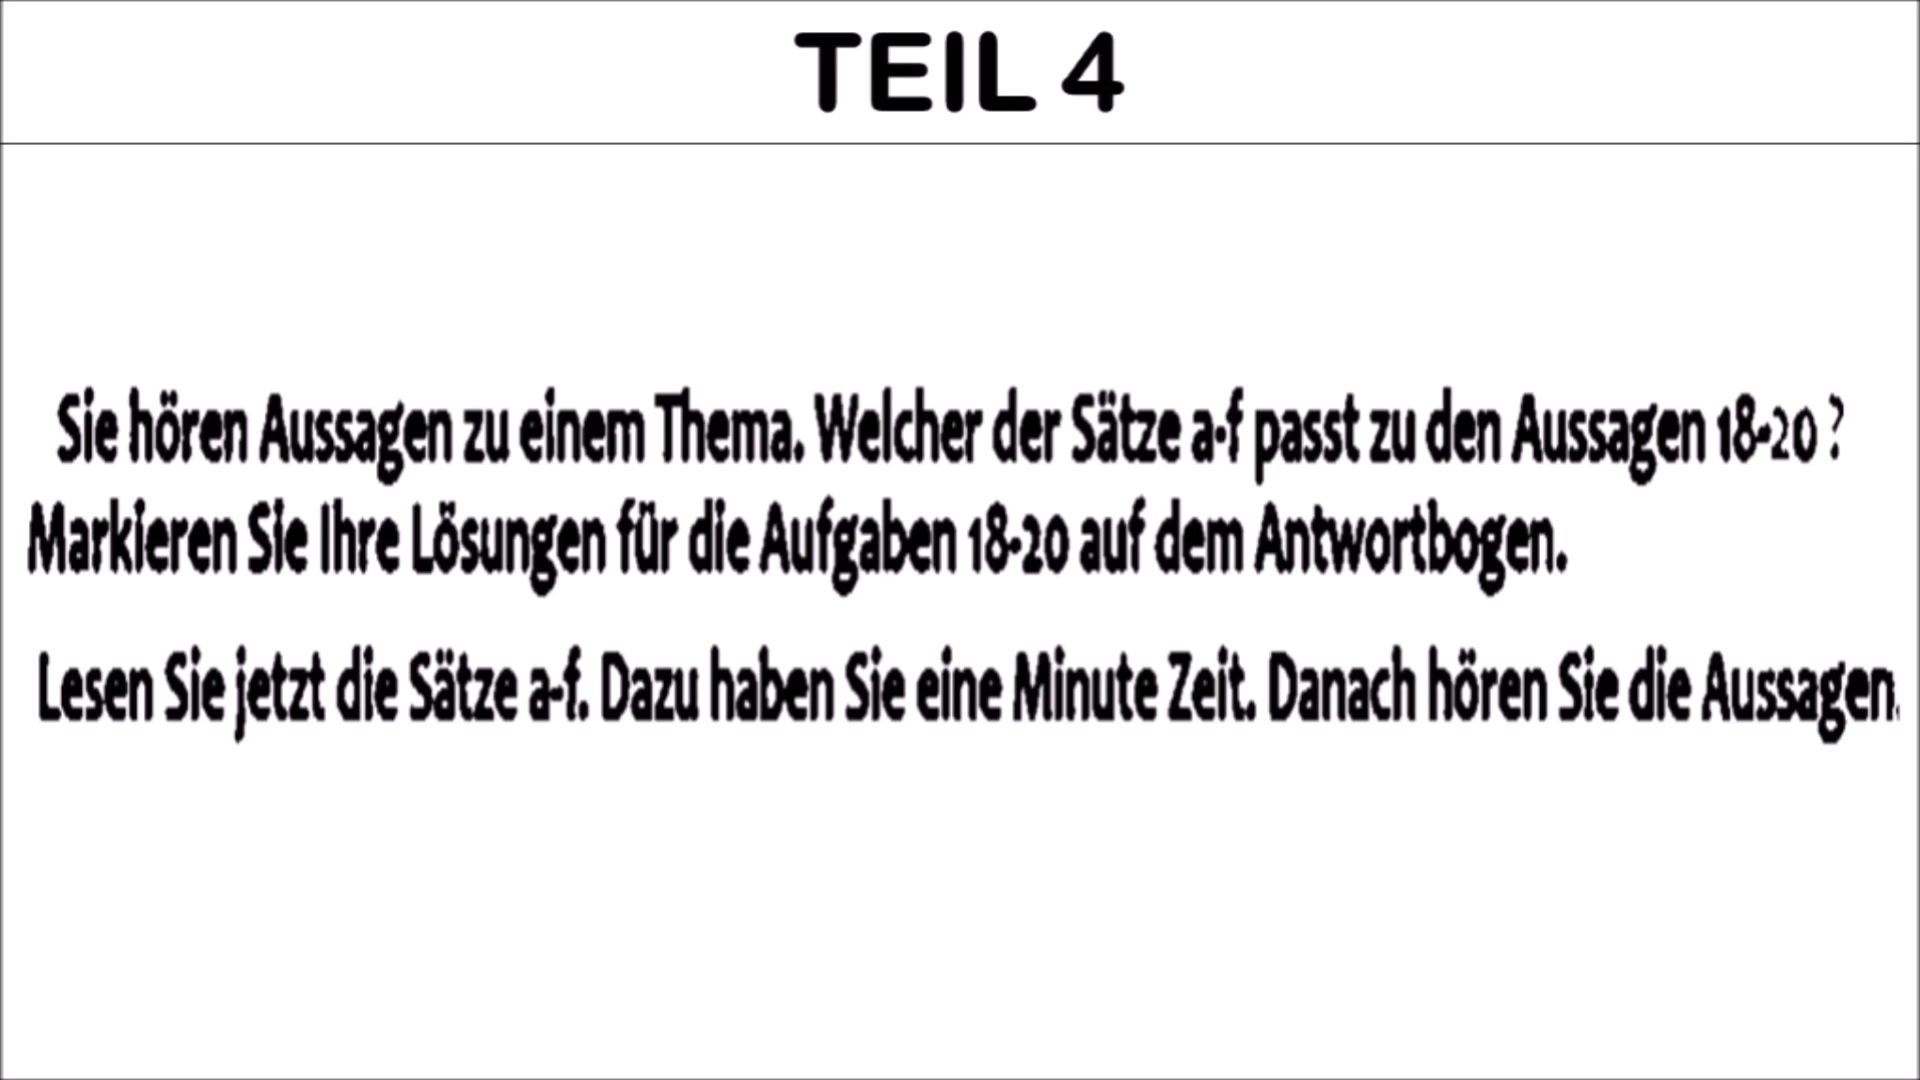 TEIL 4
Sie hören Aussagen zu einem Thema. Welcher der Sätze a-f passt zu den Aussagen 18-20 ?
Markieren Sie Ihre Lösungen für die Aufgaben 18-20 auf dem Antwortbogen.
Lesen Sie jetzt die Sätze a-f. Dazu haben Sie eine Minute Zeit. Danach hören Sie die Aussagen.